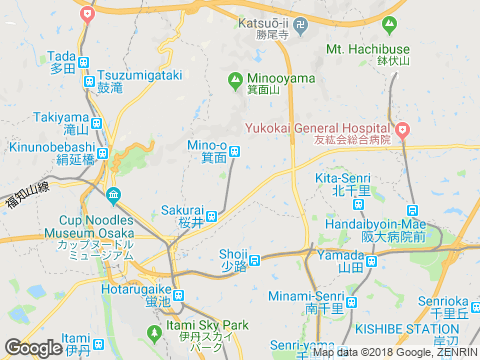 Katsuō-ji
勝尾寺
Mt. Hachibuse
鉢伏山
Tada
多田
Tsuzumigataki
鼓滝
Minooyama
箕面山
Takiyama
滝山
Yukokai General Hospital
友紘会総合病院
Kinunobebashi
絹延橋
Mino-o
箕面
福知山線
Kita-Senri
北千里
Cup Noodles
Museum Osaka
カップヌードル
ミュージアム
Sakurai
桜井
Handaibyoin-Mae
阪大病院前
Shoji
少路
Yamada
山田
Hotarugaike
蛍池
Minami-Senri
南千里
Senrioka
千里丘
Itami
伊丹
Itami Sky Park
伊丹スカイ
パーク
Senri-yama
KISHIBE STATION
岸辺
Google
Map data ©2018 Google, ZENRIN